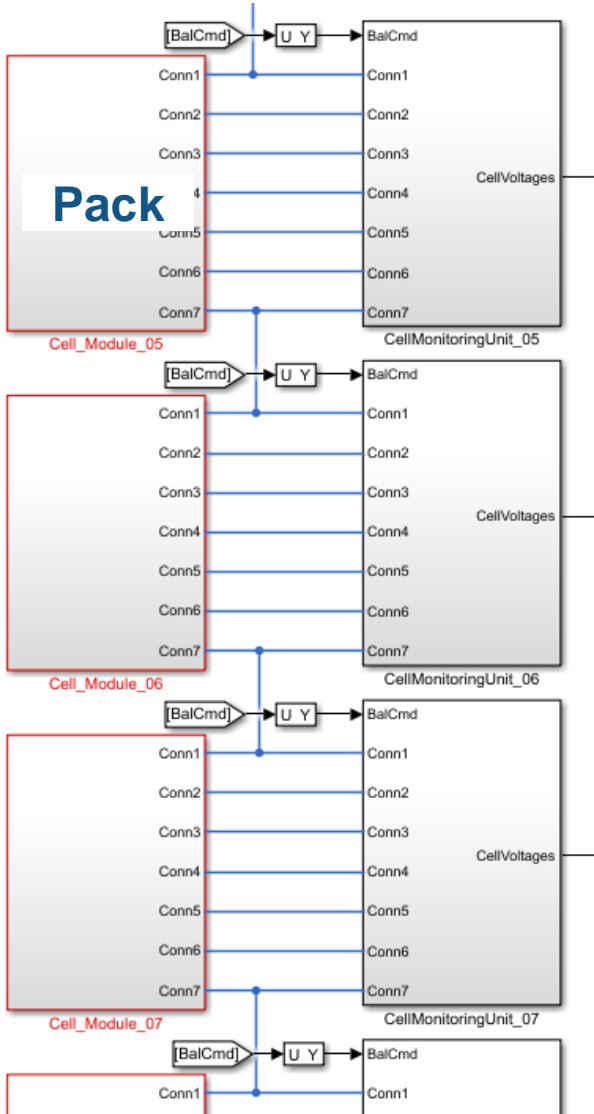 [BalCmd] U Y BalCmd
Conn1 Conn1
Conn2 Conn2
Conn3 Conn3
CellVoltages
Pack
4 Conn4
Conn5 Conn5
Conn6 Conn6
Conn7 Conn7
Cell_Module_05 CellMonitoringUnit_05
[BalCmd] U Y BalCmd
Conn1 Conn1
Conn2 Conn2
Conn3 Conn3
CellVoltages
Conn4 Conn4
Conn5 Conn5
Conn6 Conn6
Conn7 Conn7
Cell_Module_06 CellMonitoringUnit_06
[BalCmd] U Y BalCmd
Conn1 Conn1
Conn2 Conn2
Conn3 Conn3
CellVoltages
Conn4 Conn4
Conn5 Conn5
Conn6 Conn6
Conn7 Conn7
Cell_Module_07 CellMonitoringUnit_07
[BalCmd] U Y BalCmd
Conn1 Conn1